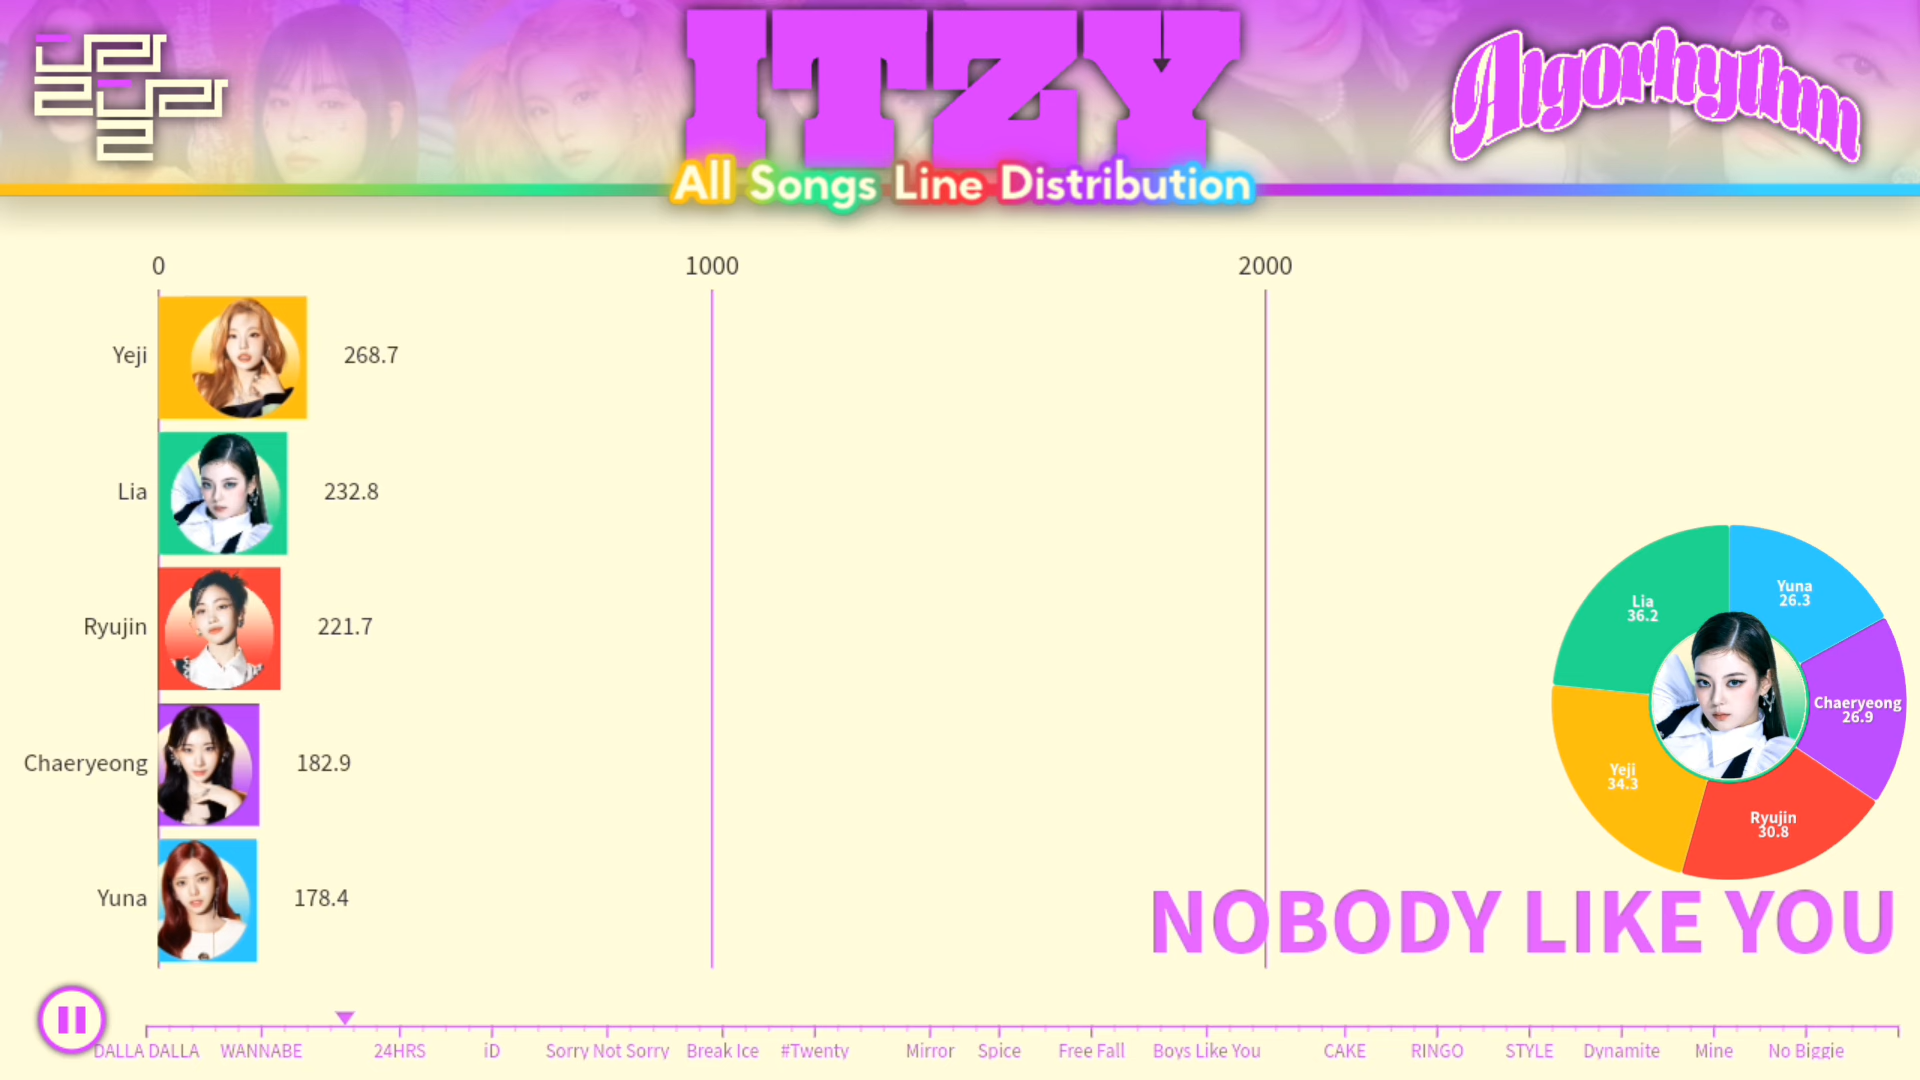 ITZY
Algorhythm
All Songs Line Distribution
0 1000 2000
Yeji 268.7
Lia 232.8
Ryujin 221.7
Chaeryeong 182.9
Yuna 178.4
Yuna
26.3
Lia
36.2
Chaeryeong
26.9
Yeji
34.3
Ryujin
30.8
NOBODY LIKE YOU
DALLA DALLA WANNABE 24HRS iD Sorry Not Sorry Break Ice #Twenty Mirror Spice Free Fall Boys Like You CAKE RINGO STYLE Dynamite Mine No Biggie